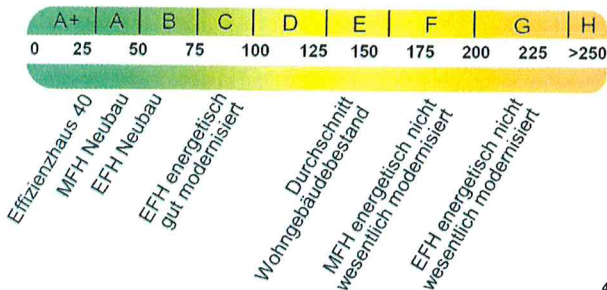 A+ A B C D E F G H
0 25 50 75 100 125 150 175 200 225 >250
Effizienzhaus 40
MFH Neubau
EFH Neubau
EFH energetisch
gut modernisiert
Durchschnitt
Wohngebäudebestand
MFH energetisch nicht
wesentlich modernisiert
EFH energetisch nicht
wesentlich modernisiert